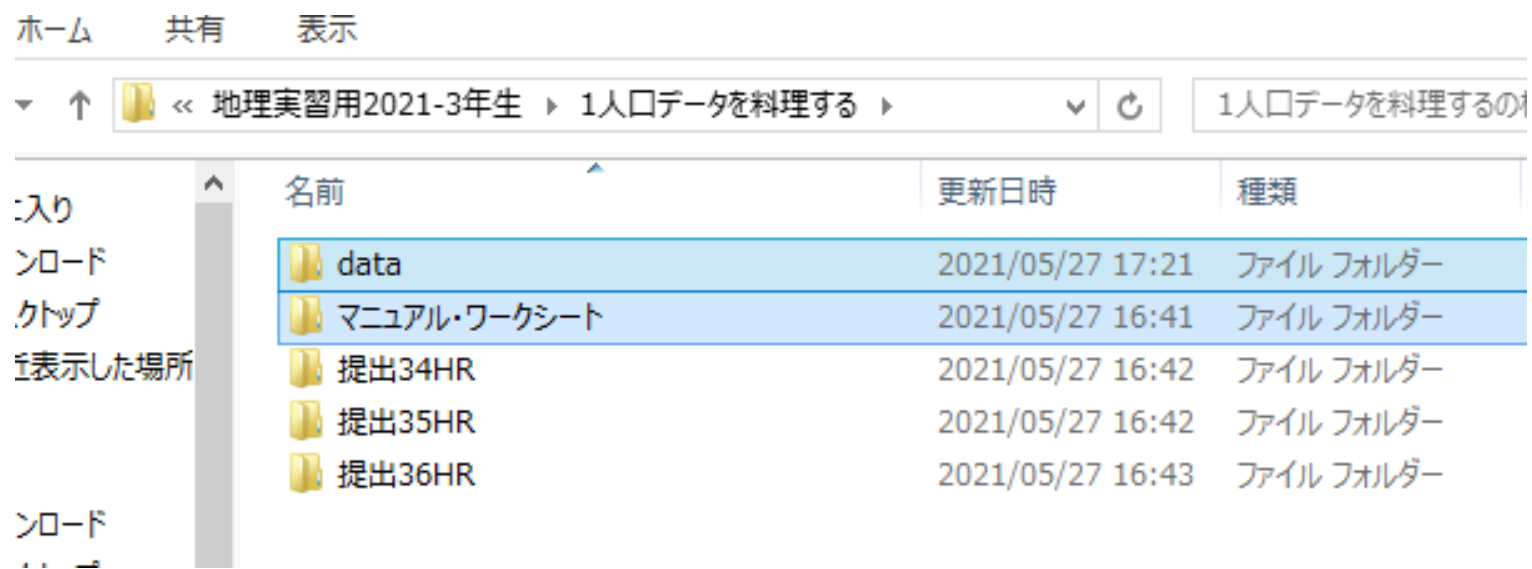 ホーム 共有 表示
« 地理実習用2021-3年生 1人口データを料理する 1人口データを料理するの
名前 更新日時 種類
に入り
ンロード
data 2021/05/27 17:21 ファイル フォルダー
クトップ
マニュアル・ワークシート 2021/05/27 16:41 ファイル フォルダー
近表示した場所
提出34HR 2021/05/27 16:42 ファイル フォルダー
提出35HR 2021/05/27 16:42 ファイル フォルダー
提出36HR 2021/05/27 16:43 ファイル フォルダー
ンロード